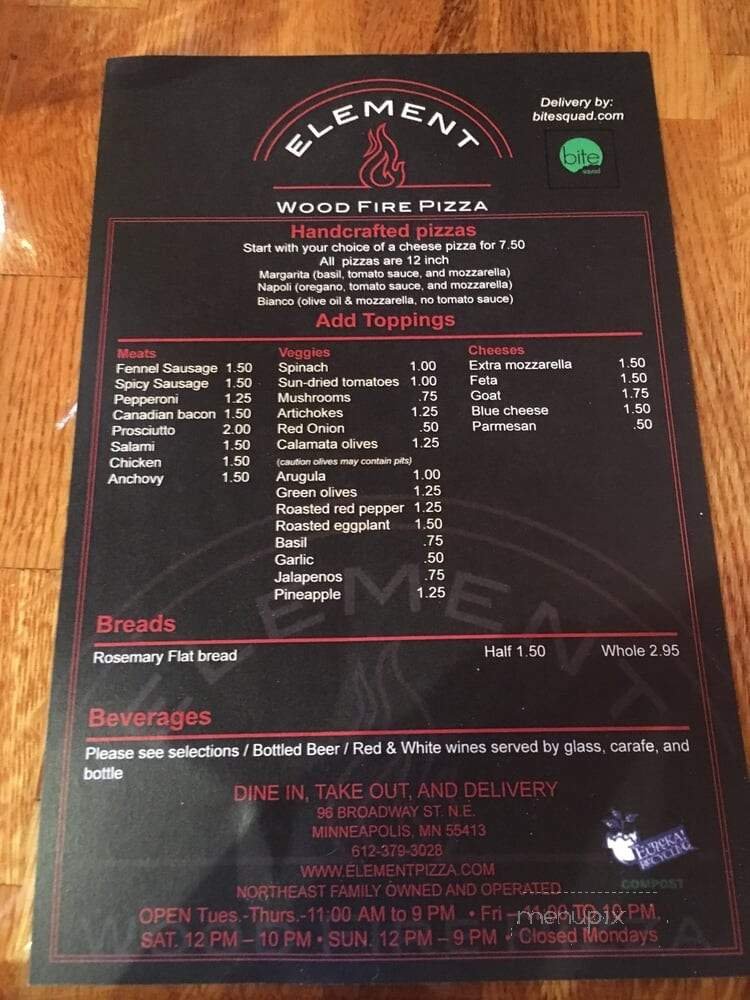 Delivery by:
bitesquad.com
bite
squad
ELEMENT
WOOD FIRE PIZZA
Handcrafted pizzas
Start with your choice of a cheese pizza for 7.50
All pizzas are 12 inch
Margarita (basil, tomato sauce, and mozzarella)
Napoli (oregano, tomato sauce, and mozzarella)
Bianco (olive oil & mozzarella, no tomato sauce)
Add Toppings
Meats
Fennel Sausage 1.50
Spicy Sausage 1.50
Pepperoni 1.25
Canadian bacon 1.50
Prosciutto 2.00
Salami 1.50
Chicken 1.50
Anchovy 1.50
Veggies
Spinach 1.00
Sun-dried tomatoes 1.00
Mushrooms .75
Artichokes 1.25
Red Onion .50
Calamata olives 1.25
(caution olives may contain pits)
Arugula 1.00
Green olives 1.25
Roasted red pepper 1.25
Roasted eggplant 1.50
Basil .75
Garlic .50
Jalapenos .75
Pineapple 1.25
Cheeses
Extra mozzarella 1.50
Feta 1.50
Goat 1.75
Blue cheese 1.50
Parmesan .50
ELEMENT
Breads
Rosemary Flat bread Half 1.50 Whole 2.95
Beverages
Please see selections / Bottled Beer / Red & White wines served by glass, carafe, and
bottle
DINE IN, TAKE OUT, AND DELIVERY
96 BROADWAY ST. N.E.
MINNEAPOLIS, MN 55413
612-379-3028
WWW.ELEMENTPIZZA.COM
NORTHEAST FAMILY OWNED AND OPERATED
EUREKA!
RECYCLING
COMPOST
OPEN Tues.-Thurs.-11:00 AM to 9 PM • Fri – 11:00 TO 10 PM,
SAT. 12 PM – 10 PM • SUN. 12 PM – 9 PM • Closed Mondays
menupix